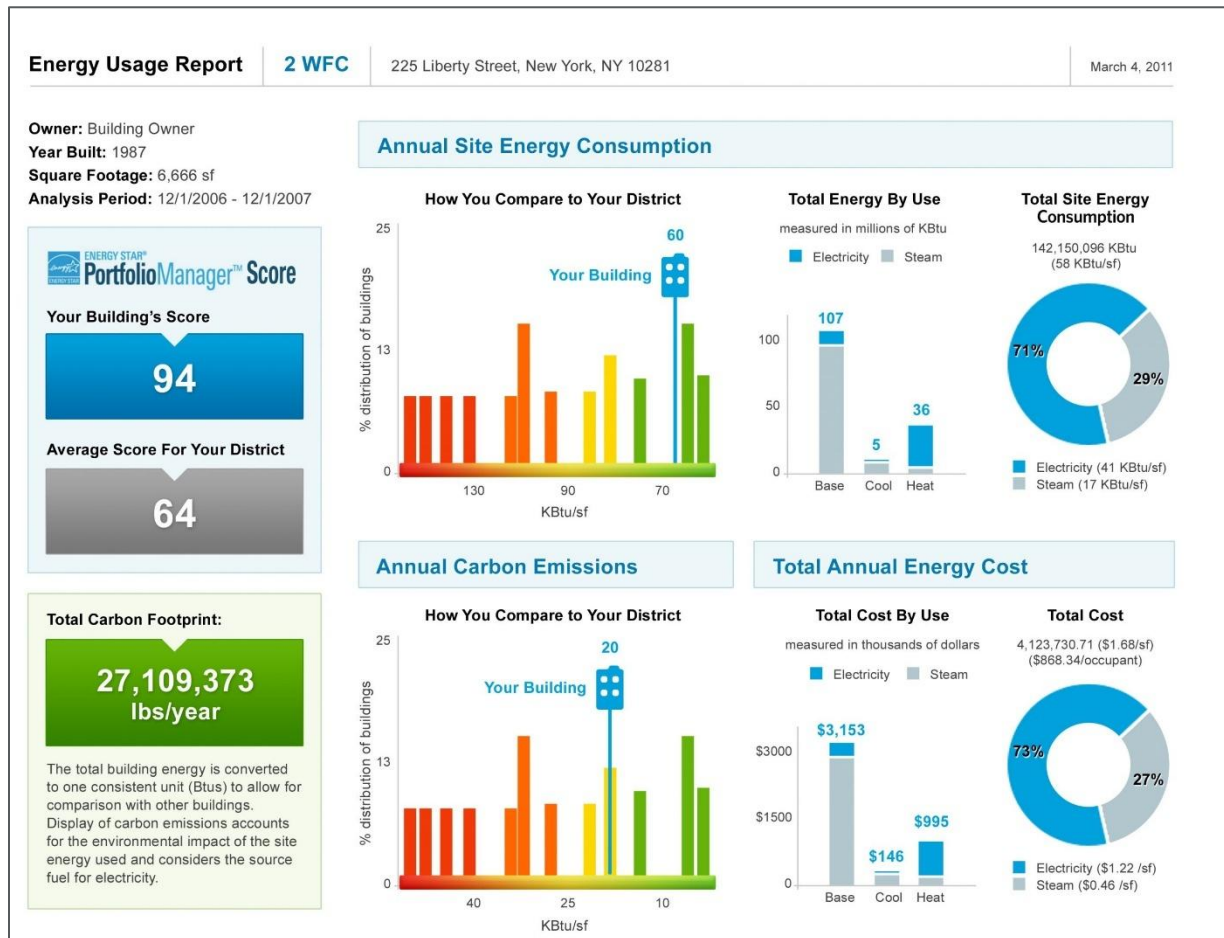 Energy Usage Report
2 WFC
225 Liberty Street, New York, NY 10281
March 4, 2011
Owner: Building Owner
Year Built: 1987
Square Footage: 6,666 sf
Analysis Period: 12/1/2006 - 12/1/2007
ENERGY STAR
ENERGY STAR®
PortfolioManager™ Score
Your Building's Score
94
Average Score For Your District
64
Total Carbon Footprint:
27,109,373
lbs/year
The total building energy is converted
to one consistent unit (Btus) to allow for
comparison with other buildings.
Display of carbon emissions accounts
for the environmental impact of the site
energy used and considers the source
fuel for electricity.
Annual Site Energy Consumption
How You Compare to Your District
% distribution of buildings
25
13
0
60
Your Building
130
90
70
KBtu/sf
Total Energy By Use
measured in millions of KBtu
Electricity
Steam
100
50
0
107
5
36
Base
Cool
Heat
Total Site Energy
Consumption
142,150,096 KBtu
(58 KBtu/sf)
71%
29%
Electricity (41 KBtu/sf)
Steam (17 KBtu/sf)
Annual Carbon Emissions
How You Compare to Your District
% distribution of buildings
25
13
0
20
Your Building
40
25
10
KBtu/sf
Total Annual Energy Cost
Total Cost By Use
measured in thousands of dollars
Electricity
Steam
$3000
$1500
0
$3,153
$146
$995
Base
Cool
Heat
Total Cost
4,123,730.71 ($1.68/sf)
($868.34/occupant)
73%
27%
Electricity ($1.22 /sf)
Steam ($0.46 /sf)